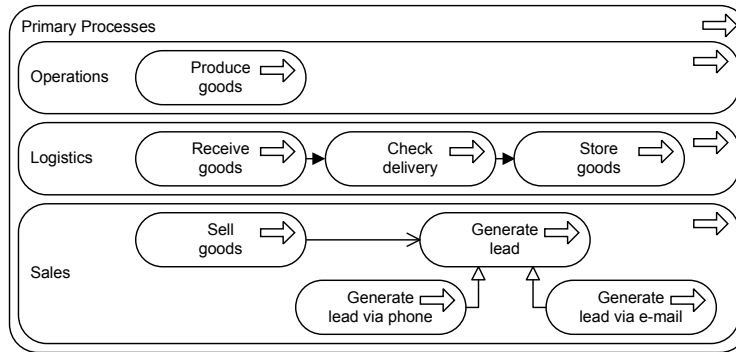 Primary Processes
Operations
Produce
goods
Logistics
Receive
goods
Check
delivery
Store
goods
Sales
Sell
goods
Generate
lead
Generate
lead via phone
Generate
lead via e-mail